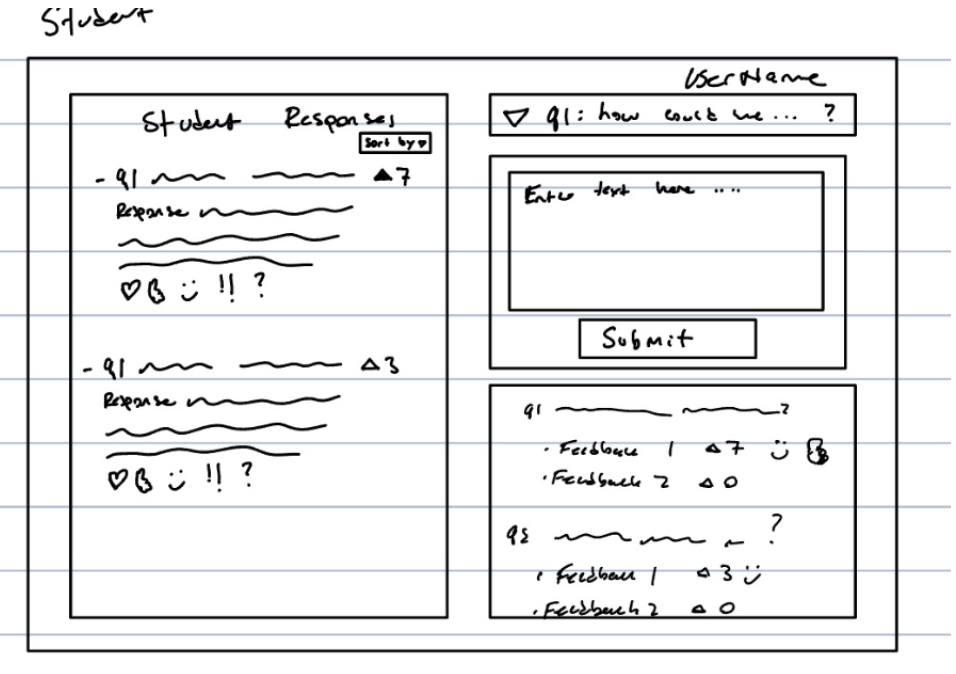 Student
UserName
Student Responses
Sort by ▾
- q1 ▲7
Response
♡ 👍 :) !! ?
- q1 △3
Response
♡ 👍 :) !! ?
▽ q1: how could we ... ?
Enter text here ....
Submit
q1 ?
· Feedback 1 △7 :) 👍
· Feedback 2 △0
q2 ?
· Feedback 1 △3 :)
· Feedback 2 △0